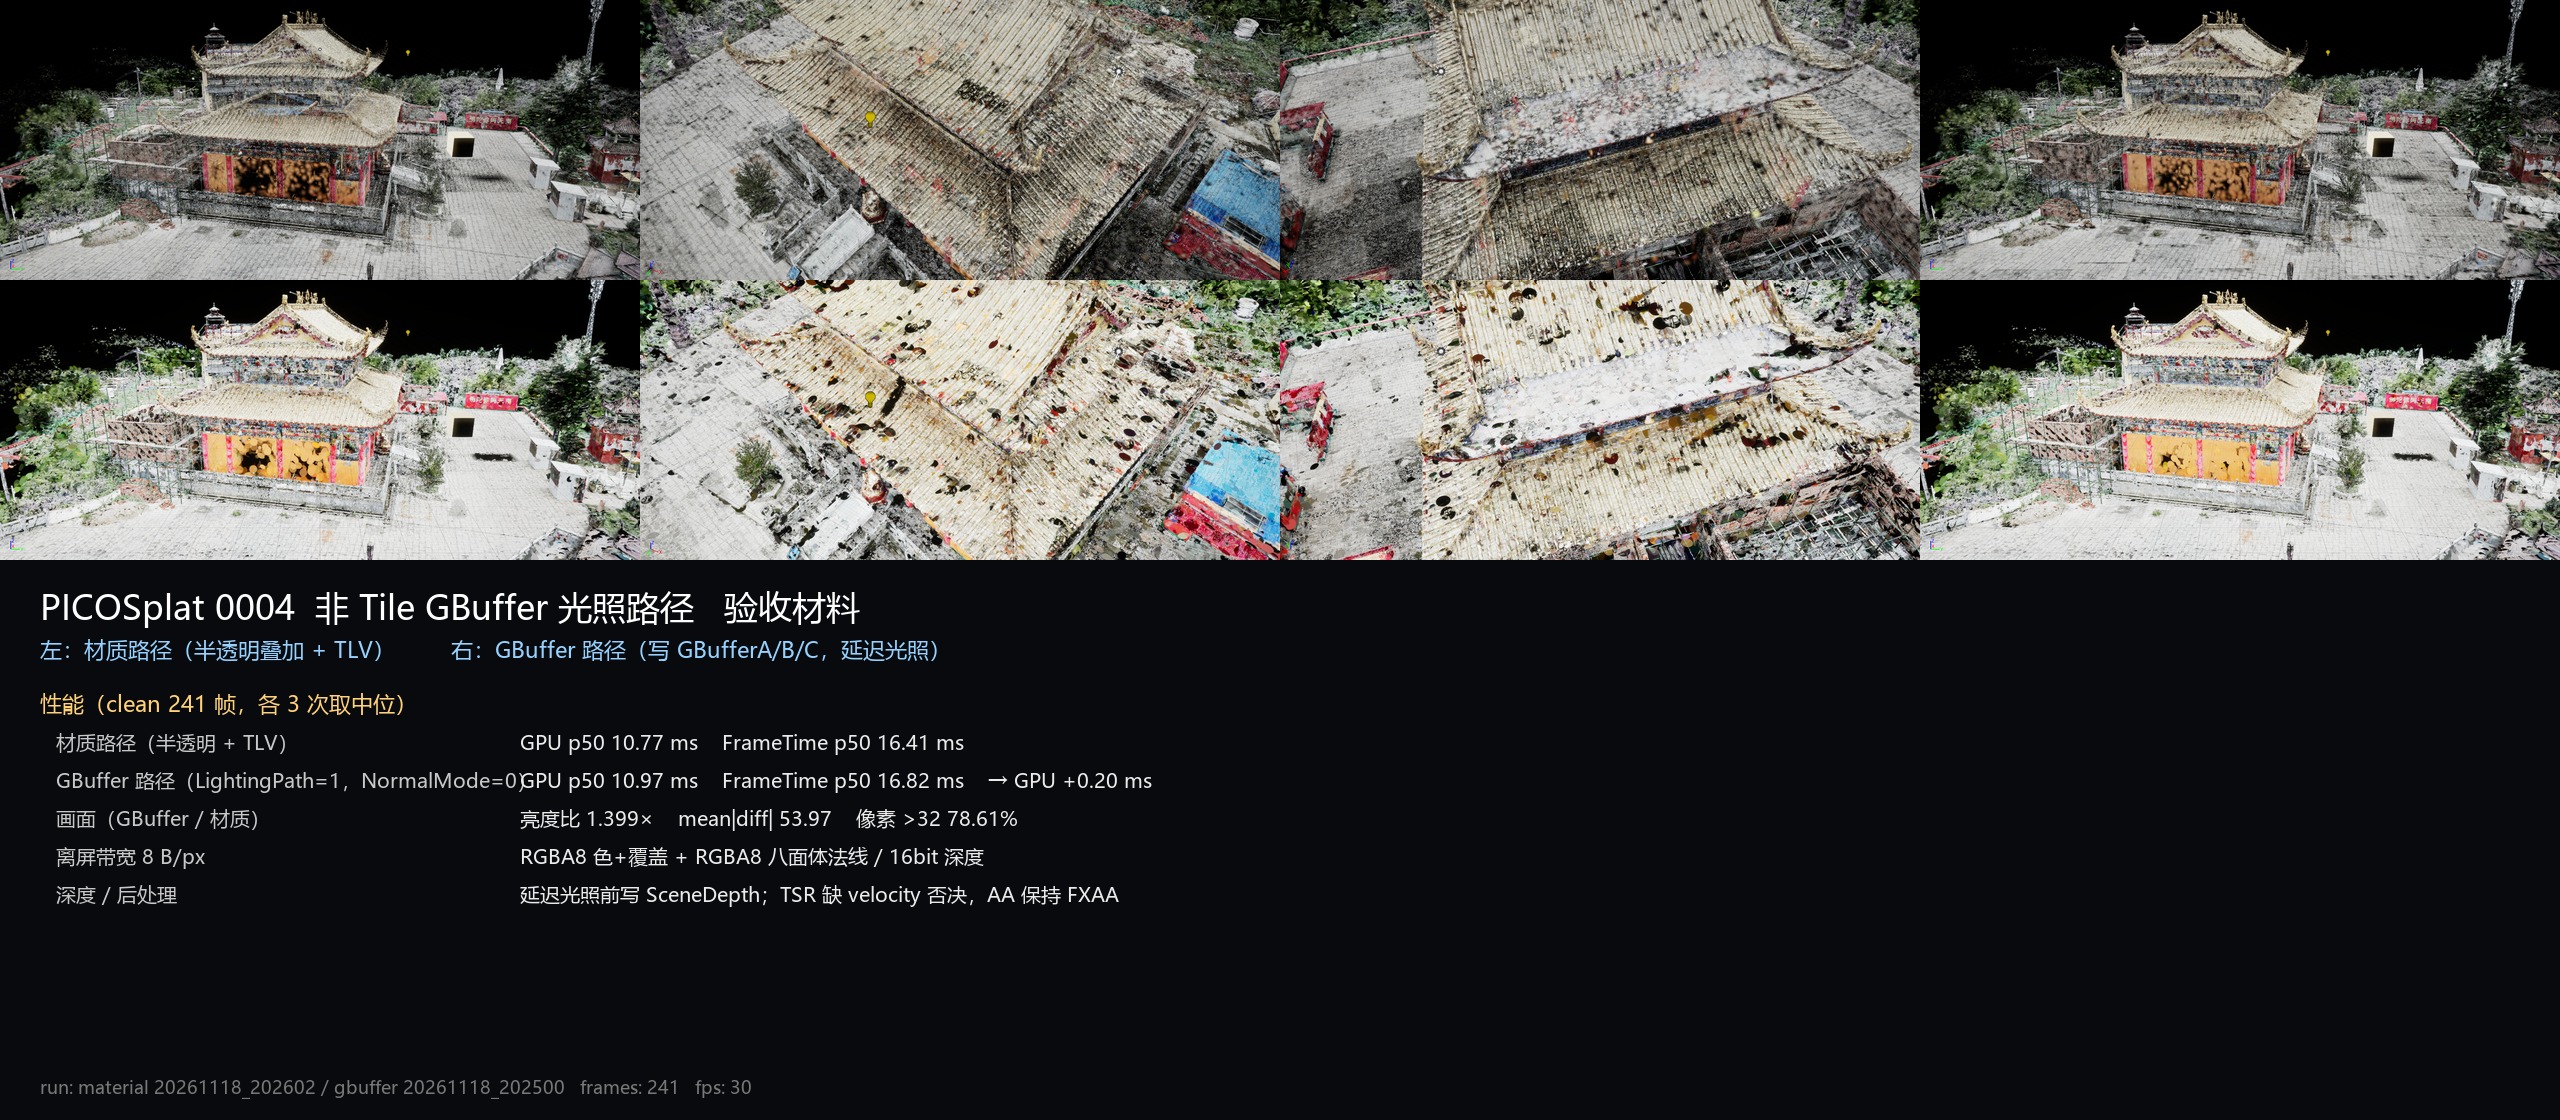 PICOSplat 0004 非 Tile GBuffer 光照路径 验收材料
左：材质路径（半透明叠加 + TLV） 右：GBuffer 路径（写 GBufferA/B/C，延迟光照）
性能（clean 241 帧，各 3 次取中位）
材质路径（半透明 + TLV） GPU p50 10.77 ms FrameTime p50 16.41 ms
GBuffer 路径（LightingPath=1，NormalMode=0） GPU p50 10.97 ms FrameTime p50 16.82 ms → GPU +0.20 ms
画面（GBuffer / 材质） 亮度比 1.399× mean|diff| 53.97 像素 >32 78.61%
离屏带宽 8 B/px RGBA8 色+覆盖 + RGBA8 八面体法线 / 16bit 深度
深度 / 后处理 延迟光照前写 SceneDepth；TSR 缺 velocity 否决，AA 保持 FXAA
run: material 20261118_202602 / gbuffer 20261118_202500 frames: 241 fps: 30